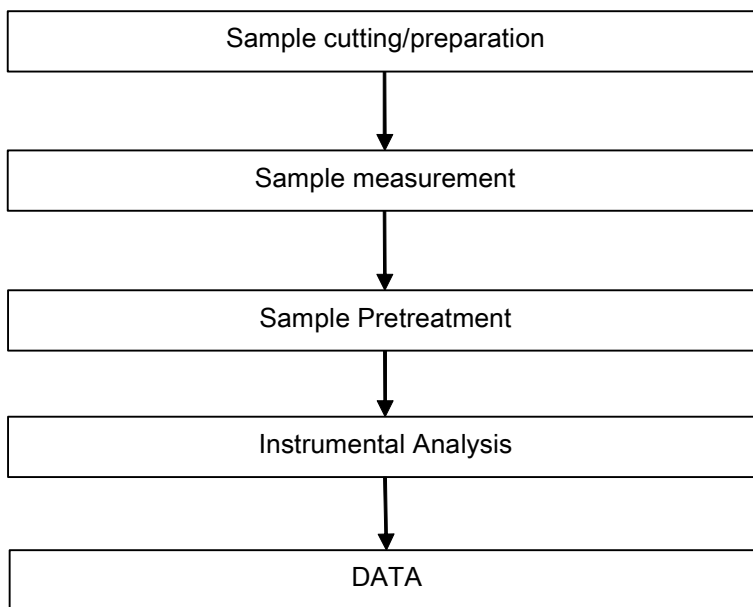 Sample cutting/preparation
Sample measurement
Sample Pretreatment
Instrumental Analysis
DATA